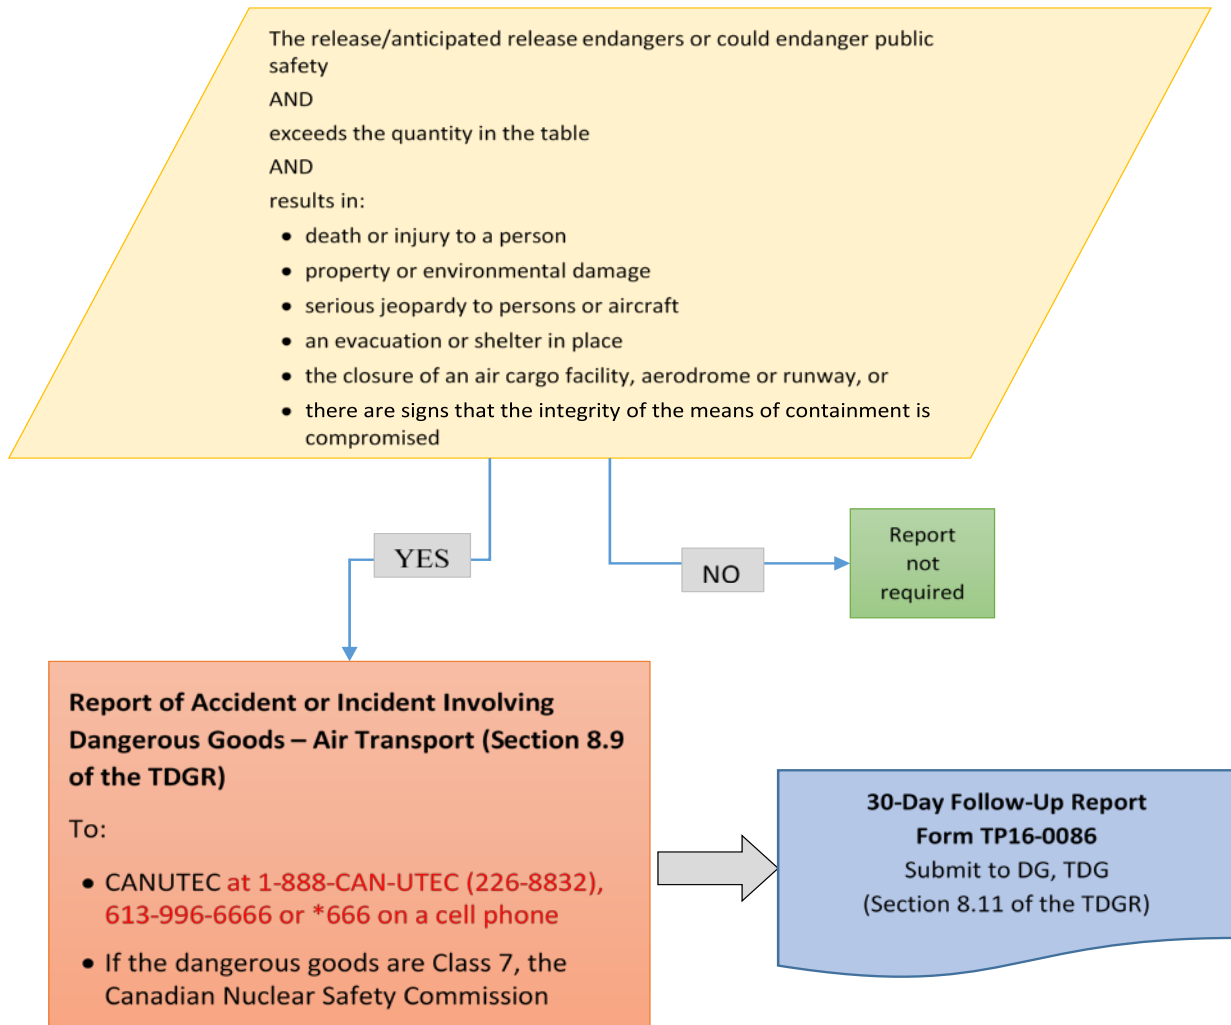 The release/anticipated release endangers or could endanger public
safety
AND
exceeds the quantity in the table
AND
results in:
• death or injury to a person
• property or environmental damage
• serious jeopardy to persons or aircraft
• an evacuation or shelter in place
• the closure of an air cargo facility, aerodrome or runway, or
• there are signs that the integrity of the means of containment is
compromised
YES
NO
Report
not
required
Report of Accident or Incident Involving
Dangerous Goods – Air Transport (Section 8.9
of the TDGR)
To:
• CANUTEC at 1-888-CAN-UTEC (226-8832),
613-996-6666 or *666 on a cell phone
• If the dangerous goods are Class 7, the
Canadian Nuclear Safety Commission
30-Day Follow-Up Report
Form TP16-0086
Submit to DG, TDG
(Section 8.11 of the TDGR)